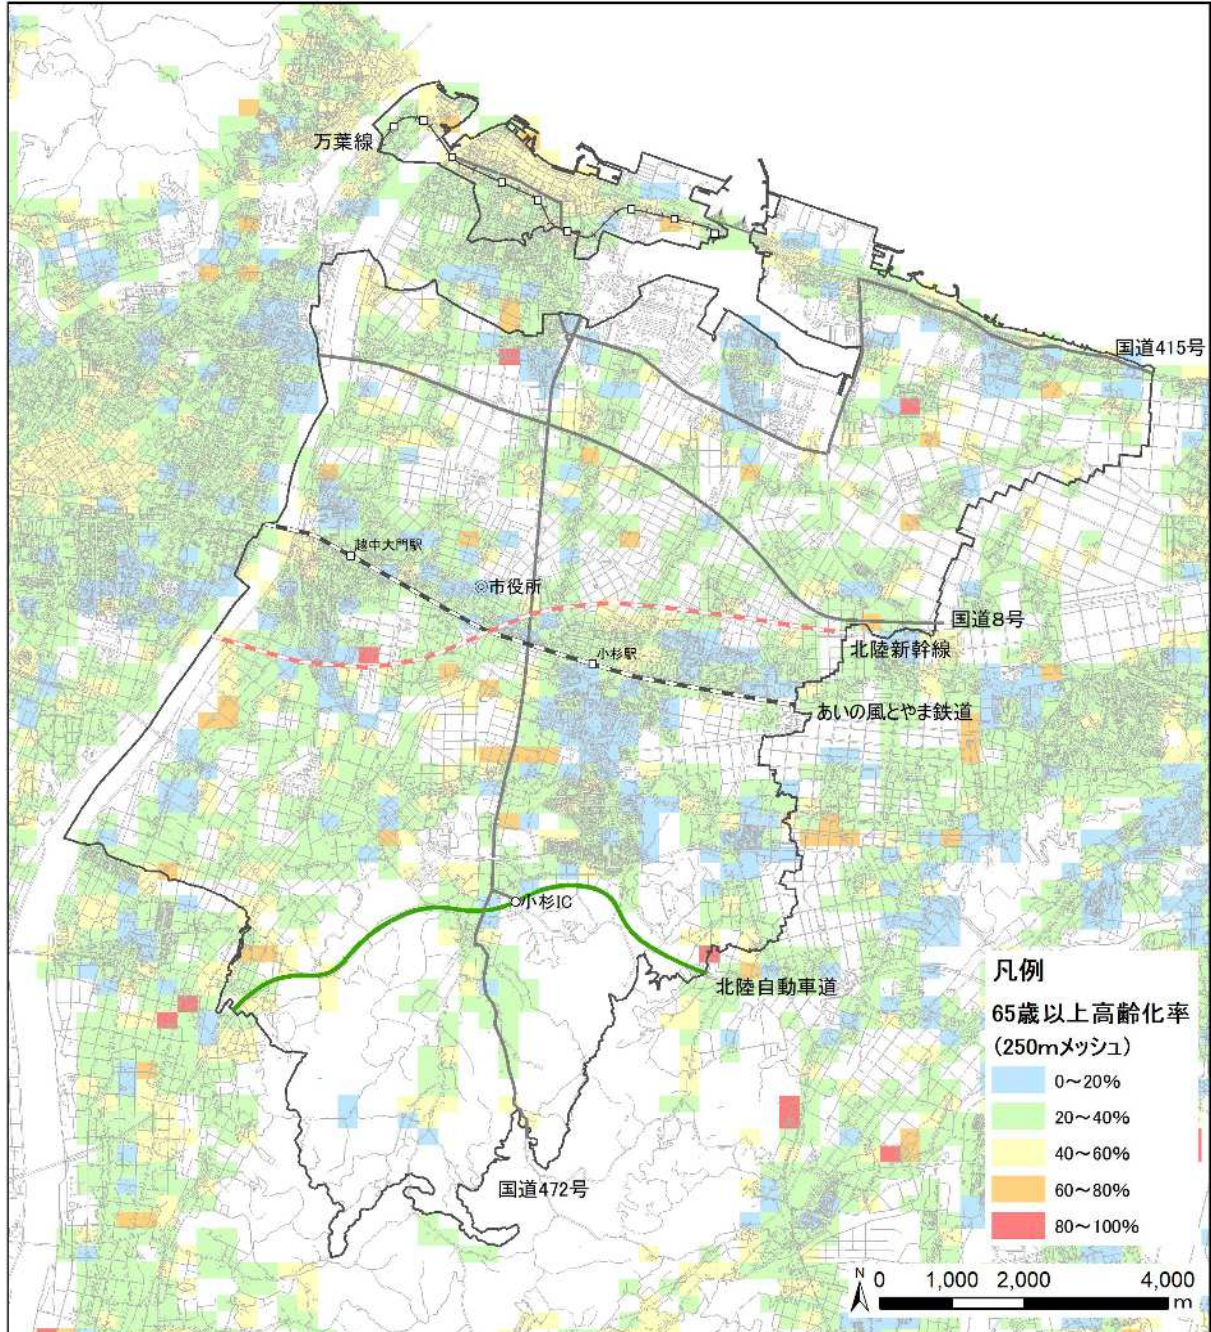 万葉線
国道415号
越中大門駅
◎市役所
国道8号
小杉駅
北陸新幹線
あいの風とやま鉄道
小杉IC
北陸自動車道
国道472号
凡例
65歳以上高齢化率
(250mメッシュ)
0～20%
20～40%
40～60%
60～80%
80～100%
N
0 1,000 2,000 4,000
m